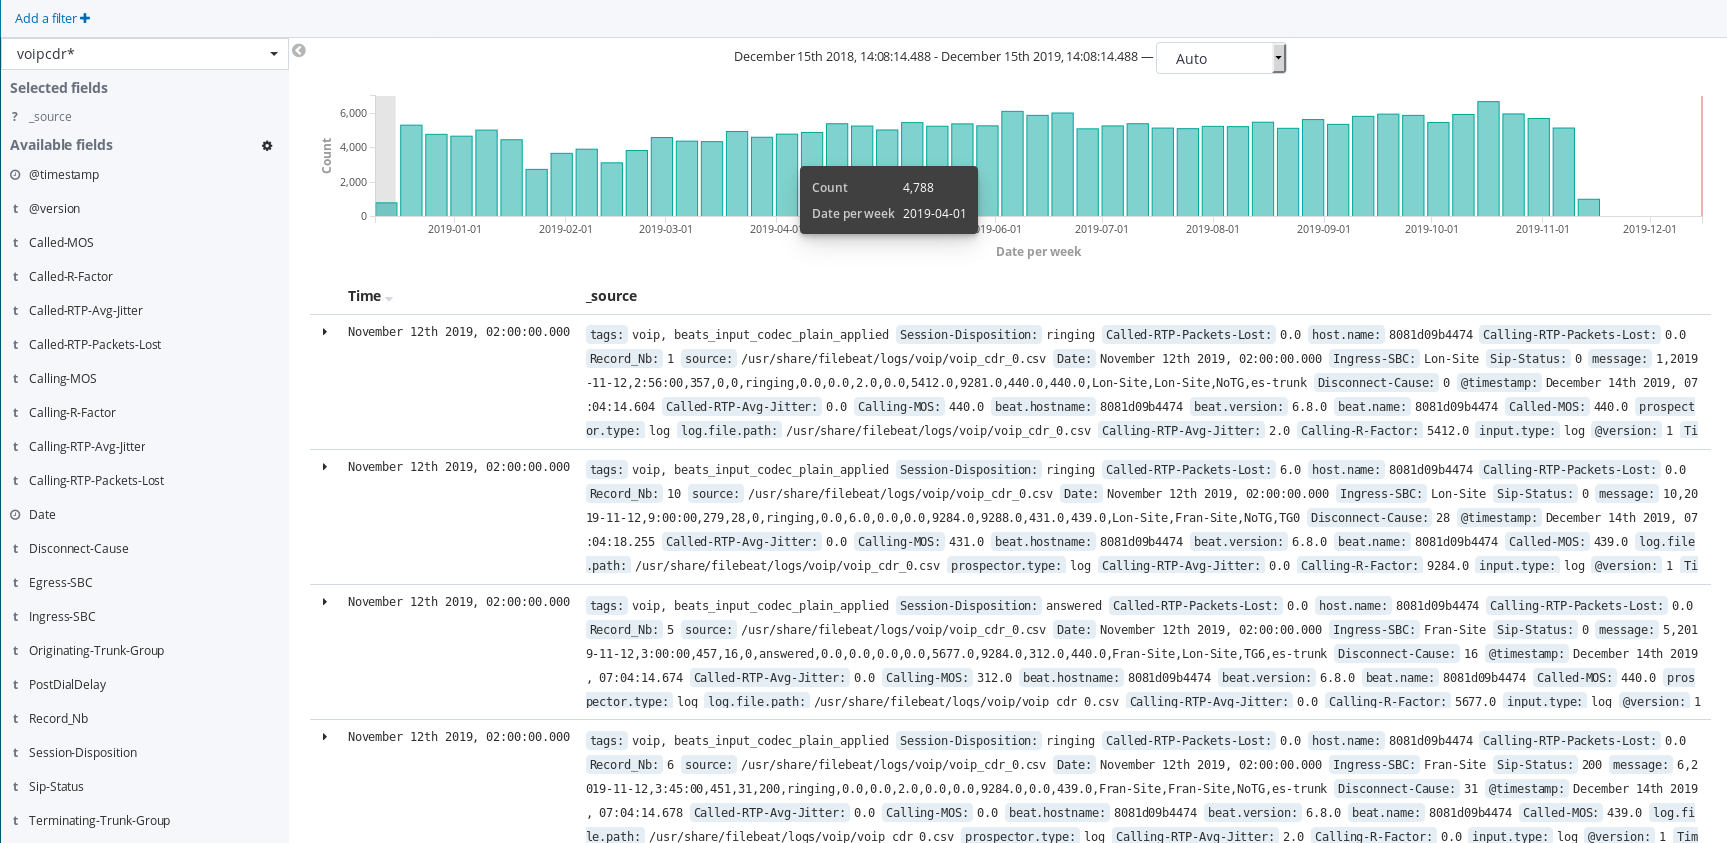 Add a filter
voipcdr*
December 15th 2018, 14:08:14.488 - December 15th 2019, 14:08:14.488 — Auto
Selected fields
? _source
Available fields
@timestamp
t @version
t Called-MOS
t Called-R-Factor
t Called-RTP-Avg-Jitter
t Called-RTP-Packets-Lost
t Calling-MOS
t Calling-R-Factor
t Calling-RTP-Avg-Jitter
t Calling-RTP-Packets-Lost
Date
t Disconnect-Cause
t Egress-SBC
t Ingress-SBC
t Originating-Trunk-Group
t PostDialDelay
t Record_Nb
t Session-Disposition
t Sip-Status
t Terminating-Trunk-Group
Count
6,000
4,000
2,000
0
Count 4,788
Date per week 2019-04-01
2019-01-01 2019-02-01 2019-03-01 2019-04-01 2019-06-01 2019-07-01 2019-08-01 2019-09-01 2019-10-01 2019-11-01 2019-12-01
Date per week
Time _source
November 12th 2019, 02:00:00.000
tags: voip, beats_input_codec_plain_applied Session-Disposition: ringing Called-RTP-Packets-Lost: 0.0 host.name: 8081d09b4474 Calling-RTP-Packets-Lost: 0.0
Record_Nb: 1 source: /usr/share/filebeat/logs/voip/voip_cdr_0.csv Date: November 12th 2019, 02:00:00.000 Ingress-SBC: Lon-Site Sip-Status: 0 message: 1,2019
-11-12,2:56:00,357,0,0,ringing,0.0,0.0,2.0,0.0,5412.0,9281.0,440.0,440.0,Lon-Site,Lon-Site,NoTG,es-trunk Disconnect-Cause: 0 @timestamp: December 14th 2019, 07
:04:14.604 Called-RTP-Avg-Jitter: 0.0 Calling-MOS: 440.0 beat.hostname: 8081d09b4474 beat.version: 6.8.0 beat.name: 8081d09b4474 Called-MOS: 440.0 prospect
or.type: log log.file.path: /usr/share/filebeat/logs/voip/voip_cdr_0.csv Calling-RTP-Avg-Jitter: 2.0 Calling-R-Factor: 5412.0 input.type: log @version: 1 Ti
November 12th 2019, 02:00:00.000
tags: voip, beats_input_codec_plain_applied Session-Disposition: ringing Called-RTP-Packets-Lost: 6.0 host.name: 8081d09b4474 Calling-RTP-Packets-Lost: 0.0
Record_Nb: 10 source: /usr/share/filebeat/logs/voip/voip_cdr_0.csv Date: November 12th 2019, 02:00:00.000 Ingress-SBC: Lon-Site Sip-Status: 0 message: 10,20
19-11-12,9:00:00,279,28,0,ringing,0.0,6.0,0.0,0.0,9284.0,9288.0,431.0,439.0,Lon-Site,Fran-Site,NoTG,TG0 Disconnect-Cause: 28 @timestamp: December 14th 2019, 07
:04:18.255 Called-RTP-Avg-Jitter: 0.0 Calling-MOS: 431.0 beat.hostname: 8081d09b4474 beat.version: 6.8.0 beat.name: 8081d09b4474 Called-MOS: 439.0 log.file
.path: /usr/share/filebeat/logs/voip/voip_cdr_0.csv prospector.type: log Calling-RTP-Avg-Jitter: 0.0 Calling-R-Factor: 9284.0 input.type: log @version: 1 Ti
November 12th 2019, 02:00:00.000
tags: voip, beats_input_codec_plain_applied Session-Disposition: answered Called-RTP-Packets-Lost: 0.0 host.name: 8081d09b4474 Calling-RTP-Packets-Lost: 0.0
Record_Nb: 5 source: /usr/share/filebeat/logs/voip/voip_cdr_0.csv Date: November 12th 2019, 02:00:00.000 Ingress-SBC: Fran-Site Sip-Status: 0 message: 5,201
9-11-12,3:00:00,457,16,0,answered,0.0,0.0,0.0,0.0,5677.0,9284.0,312.0,440.0,Fran-Site,Lon-Site,TG6,es-trunk Disconnect-Cause: 16 @timestamp: December 14th 2019
, 07:04:14.674 Called-RTP-Avg-Jitter: 0.0 Calling-MOS: 312.0 beat.hostname: 8081d09b4474 beat.version: 6.8.0 beat.name: 8081d09b4474 Called-MOS: 440.0 pros
pector.type: log log.file.path: /usr/share/filebeat/logs/voip/voip_cdr_0.csv Calling-RTP-Avg-Jitter: 0.0 Calling-R-Factor: 5677.0 input.type: log @version: 1
November 12th 2019, 02:00:00.000
tags: voip, beats_input_codec_plain_applied Session-Disposition: ringing Called-RTP-Packets-Lost: 0.0 host.name: 8081d09b4474 Calling-RTP-Packets-Lost: 0.0
Record_Nb: 6 source: /usr/share/filebeat/logs/voip/voip_cdr_0.csv Date: November 12th 2019, 02:00:00.000 Ingress-SBC: Fran-Site Sip-Status: 200 message: 6,2
019-11-12,3:45:00,451,31,200,ringing,0.0,0.0,2.0,0.0,0.0,9284.0,0.0,439.0,Fran-Site,Fran-Site,NoTG,es-trunk Disconnect-Cause: 31 @timestamp: December 14th 2019
, 07:04:14.678 Called-RTP-Avg-Jitter: 0.0 Calling-MOS: 0.0 beat.hostname: 8081d09b4474 beat.version: 6.8.0 beat.name: 8081d09b4474 Called-MOS: 439.0 log.fi
le.path: /usr/share/filebeat/logs/voip/voip_cdr_0.csv prospector.type: log Calling-RTP-Avg-Jitter: 2.0 Calling-R-Factor: 0.0 input.type: log @version: 1 Tim